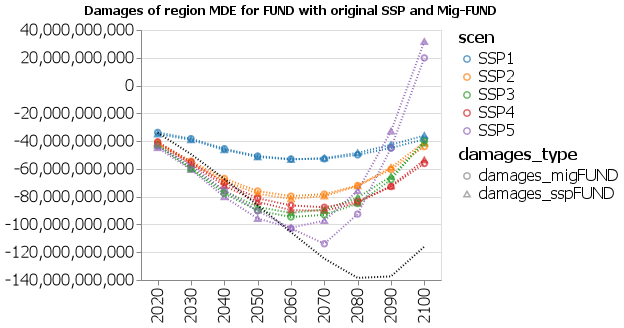 Damages of region MDE for FUND with original SSP and Mig-FUND
40,000,000,000
20,000,000,000
0
-20,000,000,000
-40,000,000,000
-60,000,000,000
-80,000,000,000
-100,000,000,000
-120,000,000,000
-140,000,000,000
2020
2030
2040
2050
2060
2070
2080
2090
2100
scen
SSP1
SSP2
SSP3
SSP4
SSP5
damages_type
damages_migFUND
damages_sspFUND